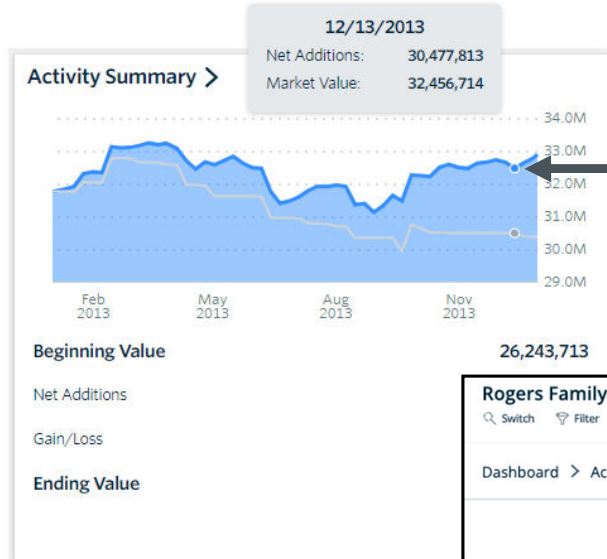 12/13/2013
Net Additions: 30,477,813
Market Value: 32,456,714
Activity Summary >
34.0M
33.0M
32.0M
31.0M
30.0M
29.0M
Feb 2013
May 2013
Aug 2013
Nov 2013
Beginning Value 26,243,713
Net Additions
Gain/Loss
Ending Value
Rogers Family
Switch Filter
Dashboard > Ac